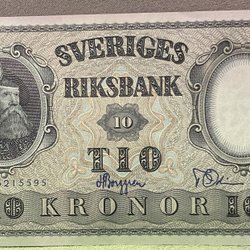 SVERIGES
RIKSBANK
10
TIO
215595
KRONOR